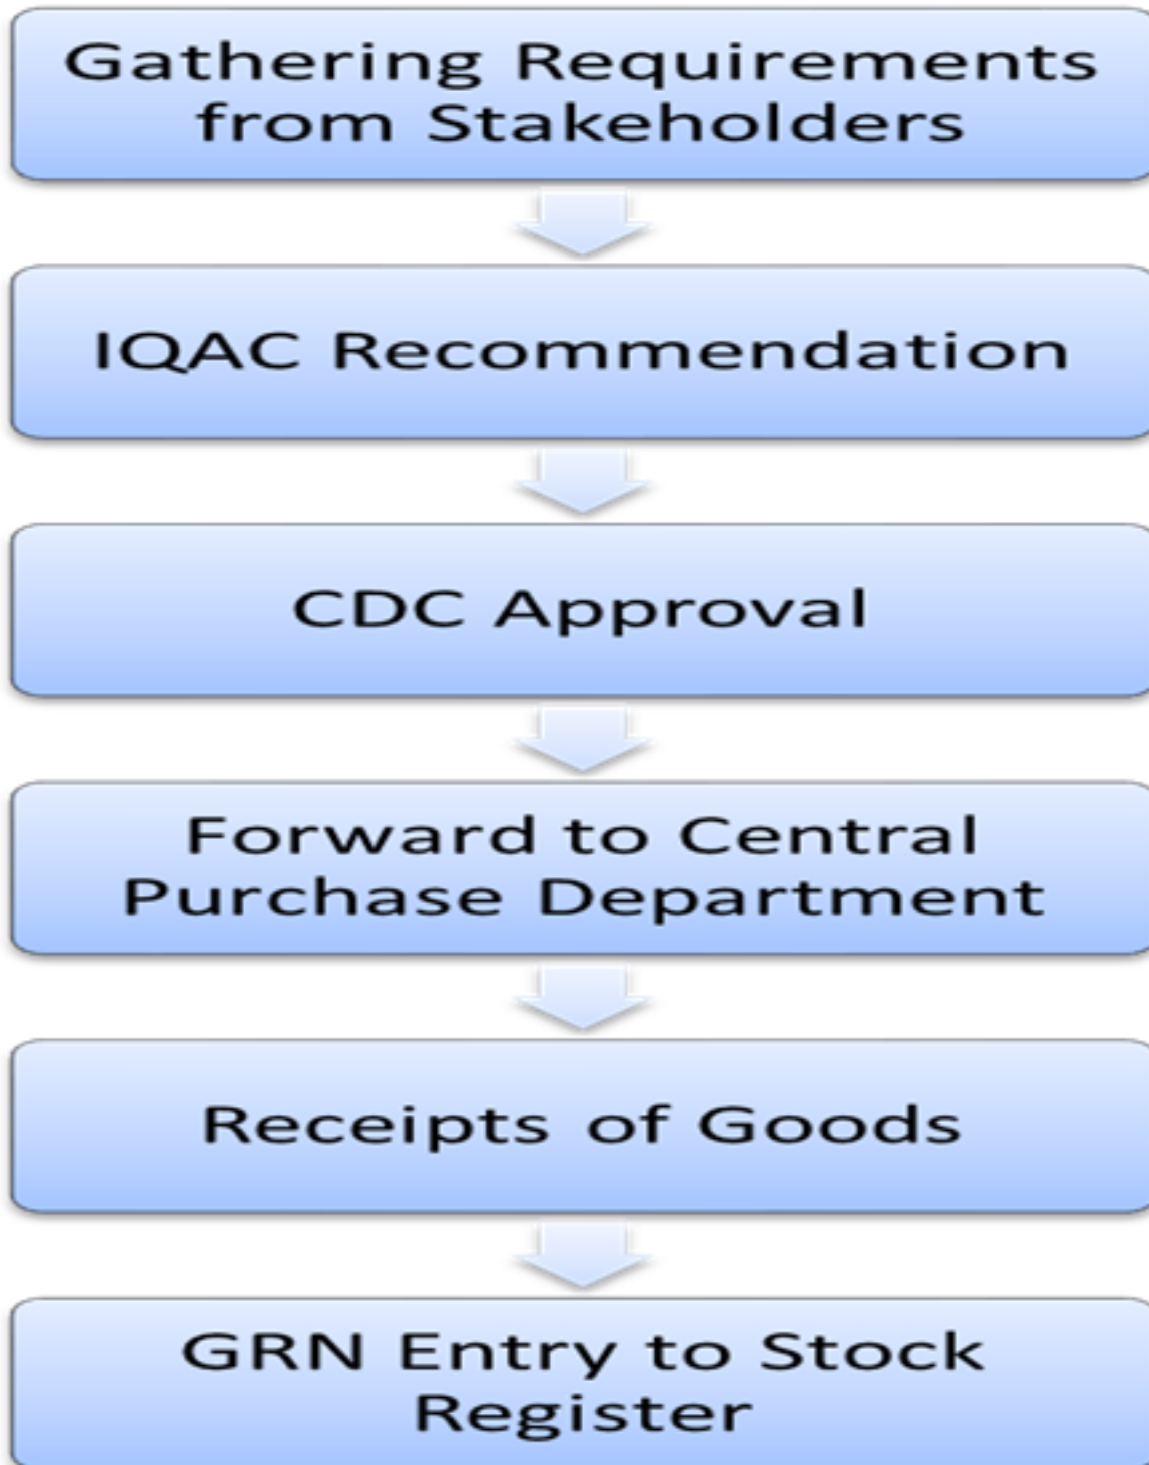 Gathering Requirements
from Stakeholders
IQAC Recommendation
CDC Approval
Forward to Central
Purchase Department
Receipts of Goods
GRN Entry to Stock
Register